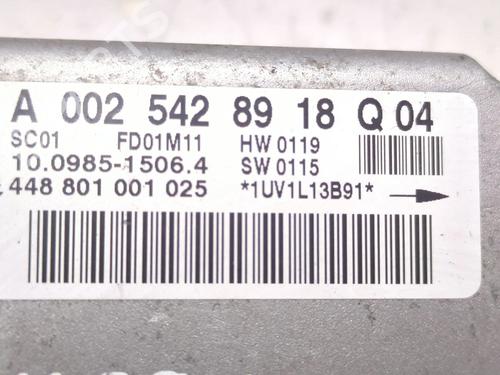 A 002 542 89 18 Q 04
SC01 FD01M11 HW 0119
10.0985-1506.4 SW 0115
448 801 001 025 *1UV1L13B91*